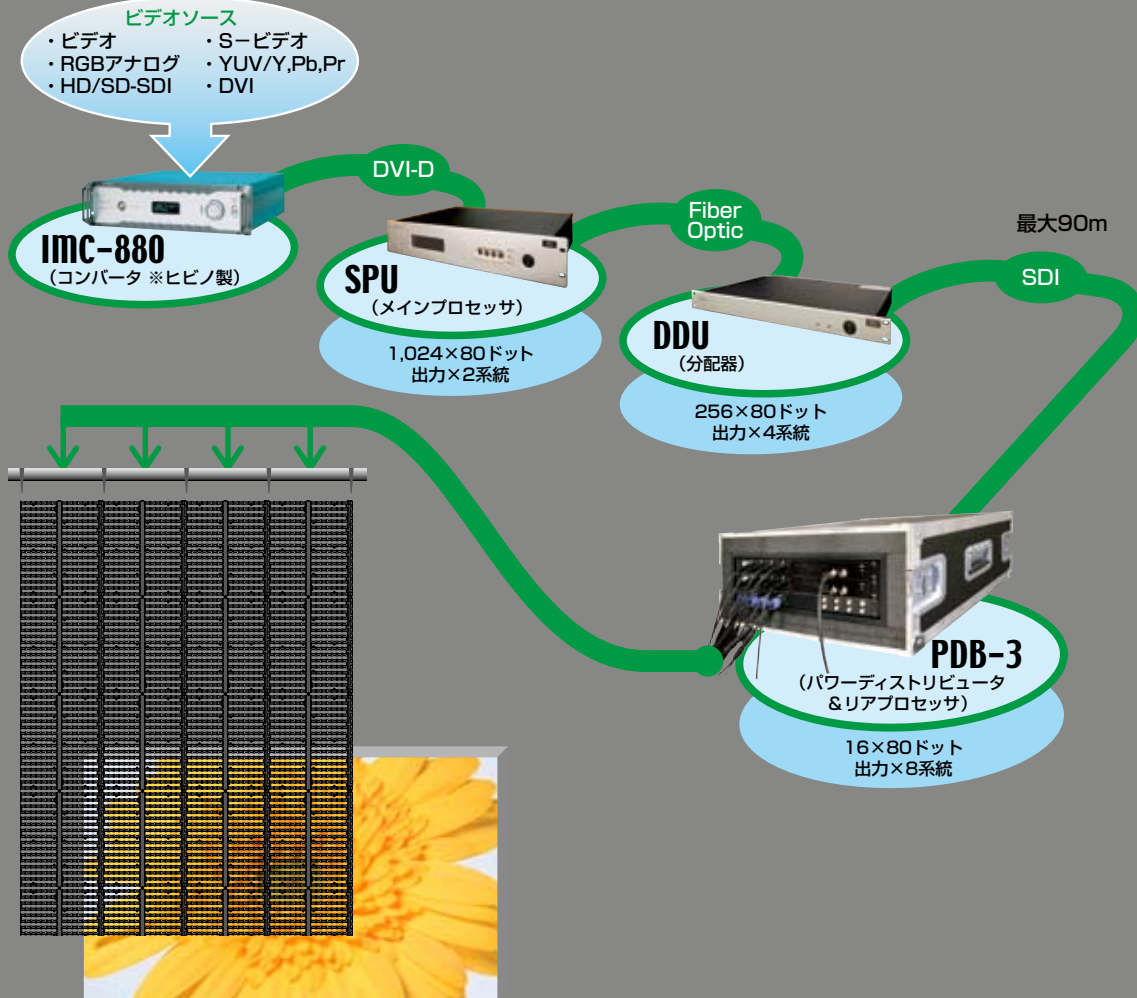 ビデオソース
・ビデオ ・S−ビデオ
・RGBアナログ ・YUV/Y,Pb,Pr
・HD/SD-SDI ・DVI
DVI-D
IMC-880
（コンバータ ※ヒビノ製）
SPU
（メインプロセッサ）
1,024×80ドット
出力×2系統
Fiber
Optic
DDU
（分配器）
256×80ドット
出力×4系統
最大90m
SDI
PDB-3
（パワーディストリビュータ
＆リアプロセッサ）
16×80ドット
出力×8系統